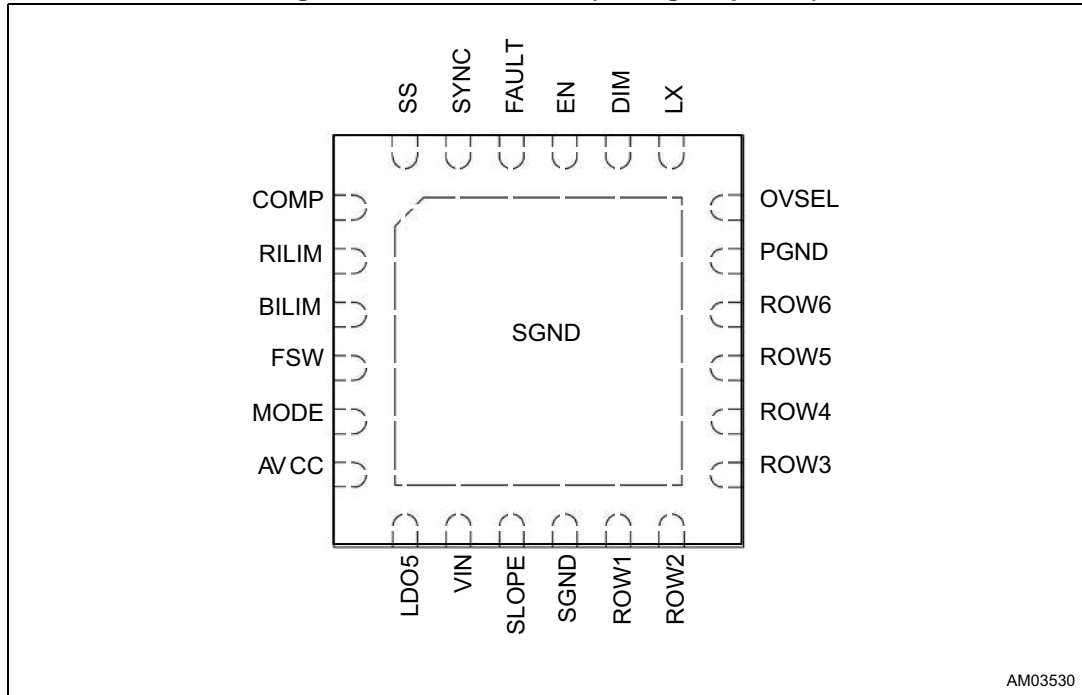 SS
SYNC
FAULT
EN
DIM
LX
COMP
RILIM
BILIM
FSW
MODE
AVCC
SGND
OVSEL
PGND
ROW6
ROW5
ROW4
ROW3
LDO5
VIN
SLOPE
SGND
ROW1
ROW2
AM03530